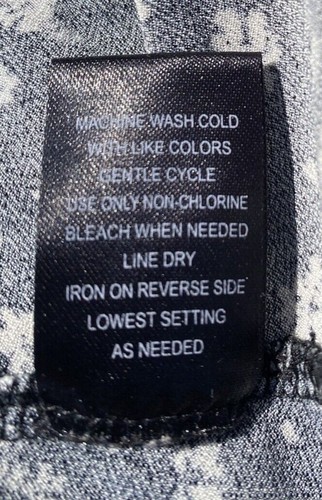 MACHINE WASH COLD
WITH LIKE COLORS
GENTLE CYCLE
USE ONLY NON-CHLORINE
BLEACH WHEN NEEDED
LINE DRY
IRON ON REVERSE SIDE
LOWEST SETTING
AS NEEDED